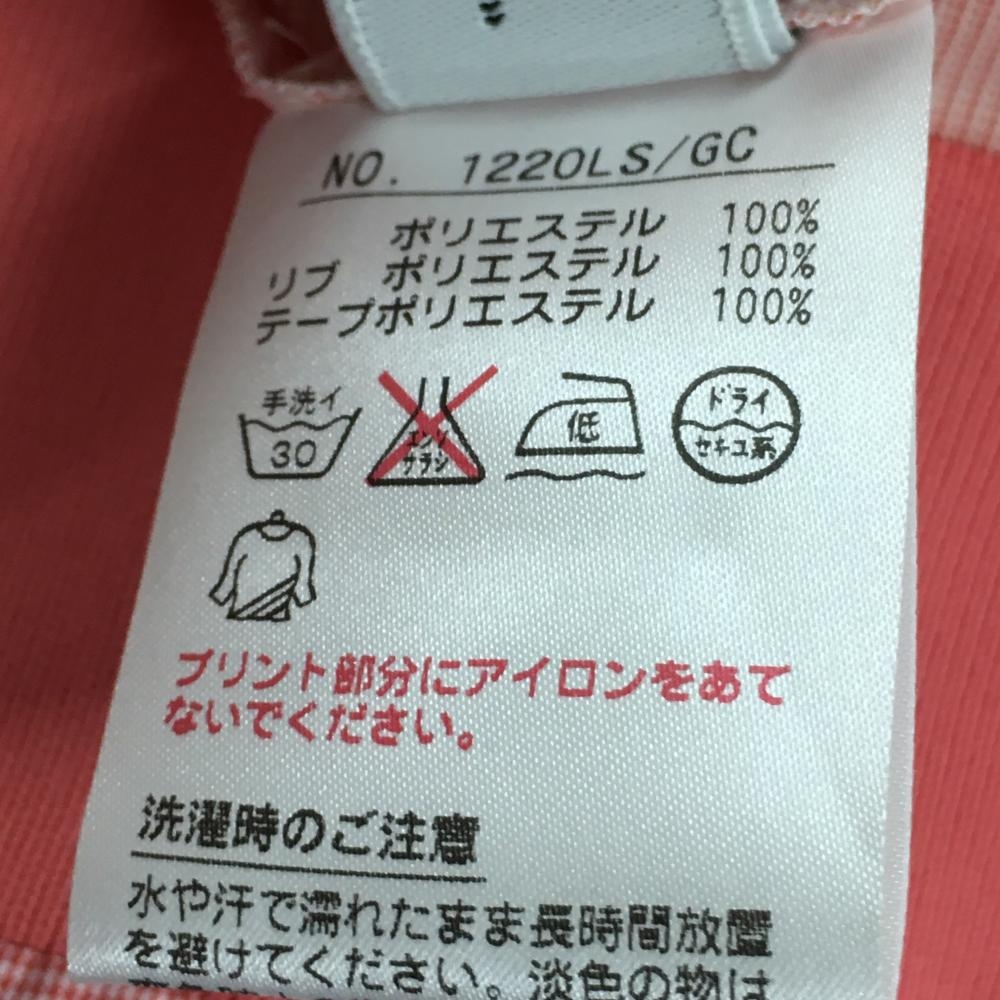 NO. 1220LS/GC
ポリエステル 100%
リブ ポリエステル 100%
テープポリエステル 100%
手洗イ
30
エンソ
サラシ
低
ドライ
セキユ系
プリント部分にアイロンをあて
ないでください。
洗濯時のご注意
水や汗で濡れたまま長時間放置
を避けてください。淡色の物は